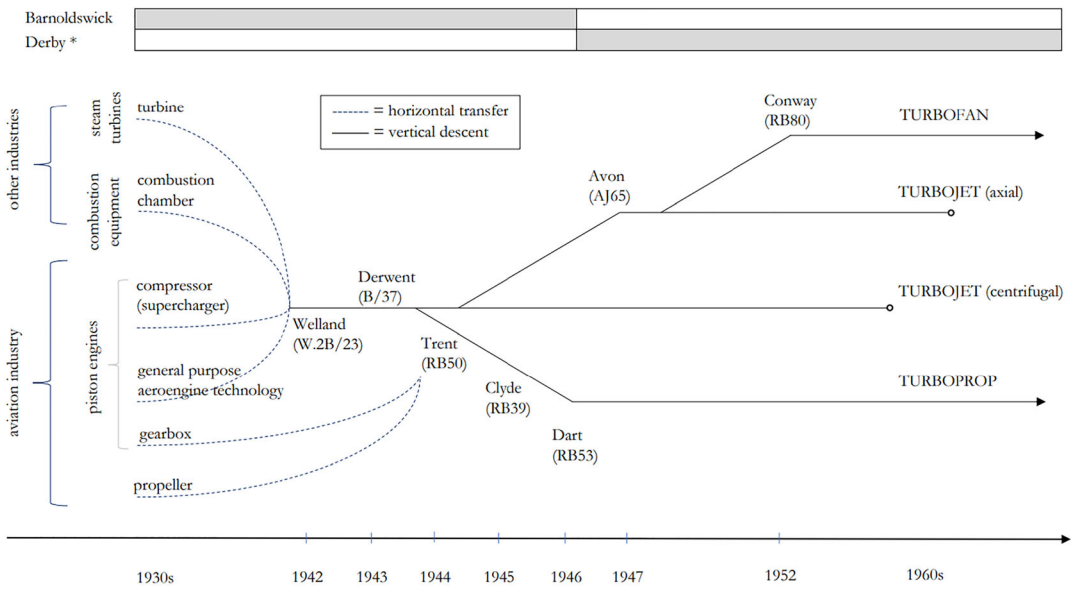 Barnoldswick
Derby *
other industries
steam
turbines
combustion
equipment
aviation industry
piston engines
turbine
combustion
chamber
compressor
(supercharger)
general purpose
aeroengine technology
gearbox
propeller
= horizontal transfer
= vertical descent
Welland
(W.2B/23)
Derwent
(B/37)
Trent
(RB50)
Clyde
(RB39)
Dart
(RB53)
Avon
(AJ65)
Conway
(RB80)
TURBOFAN
TURBOJET (axial)
TURBOJET (centrifugal)
TURBOPROP
1930s
1942
1943
1944
1945
1946
1947
1952
1960s